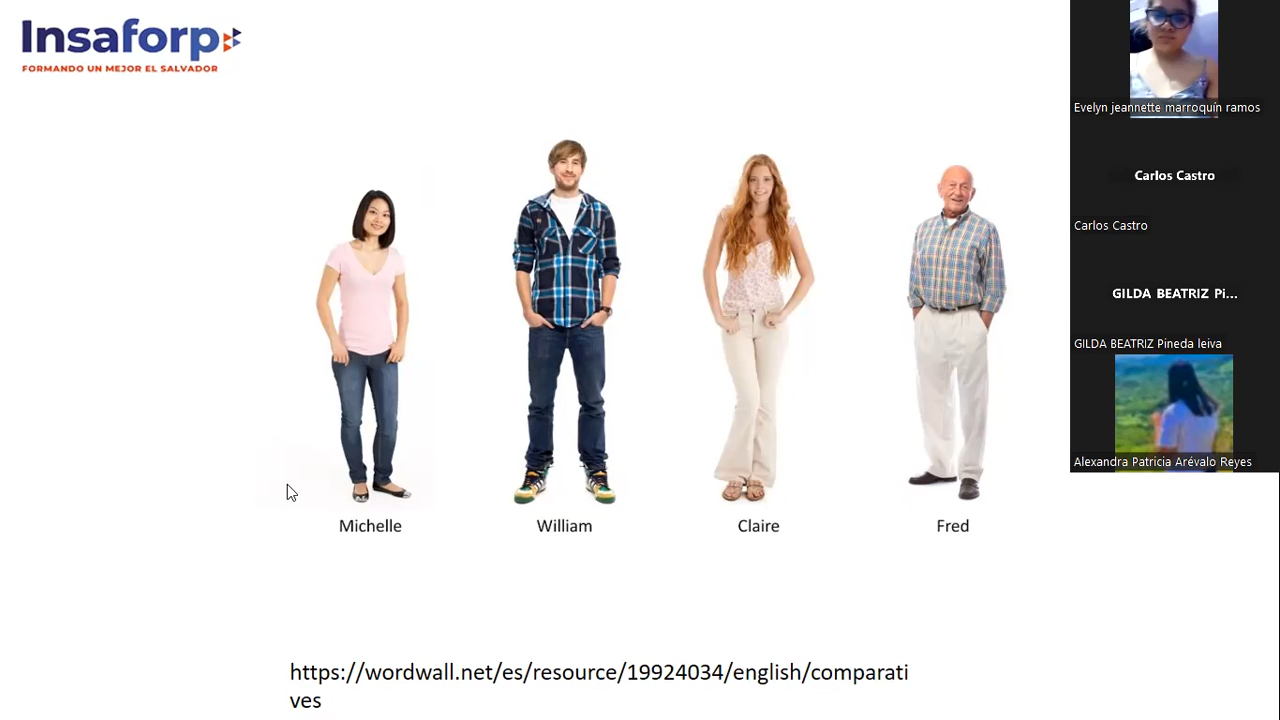 Insaforp
FORMANDO UN MEJOR EL SALVADOR
Michelle
William
Claire
Fred
https://wordwall.net/es/resource/19924034/english/comparati
ves
Evelyn jeannette marroquín ramos
Carlos Castro
Carlos Castro
GILDA BEATRIZ Pi...
GILDA BEATRIZ Pineda leiva
Alexandra Patricia Arévalo Reyes